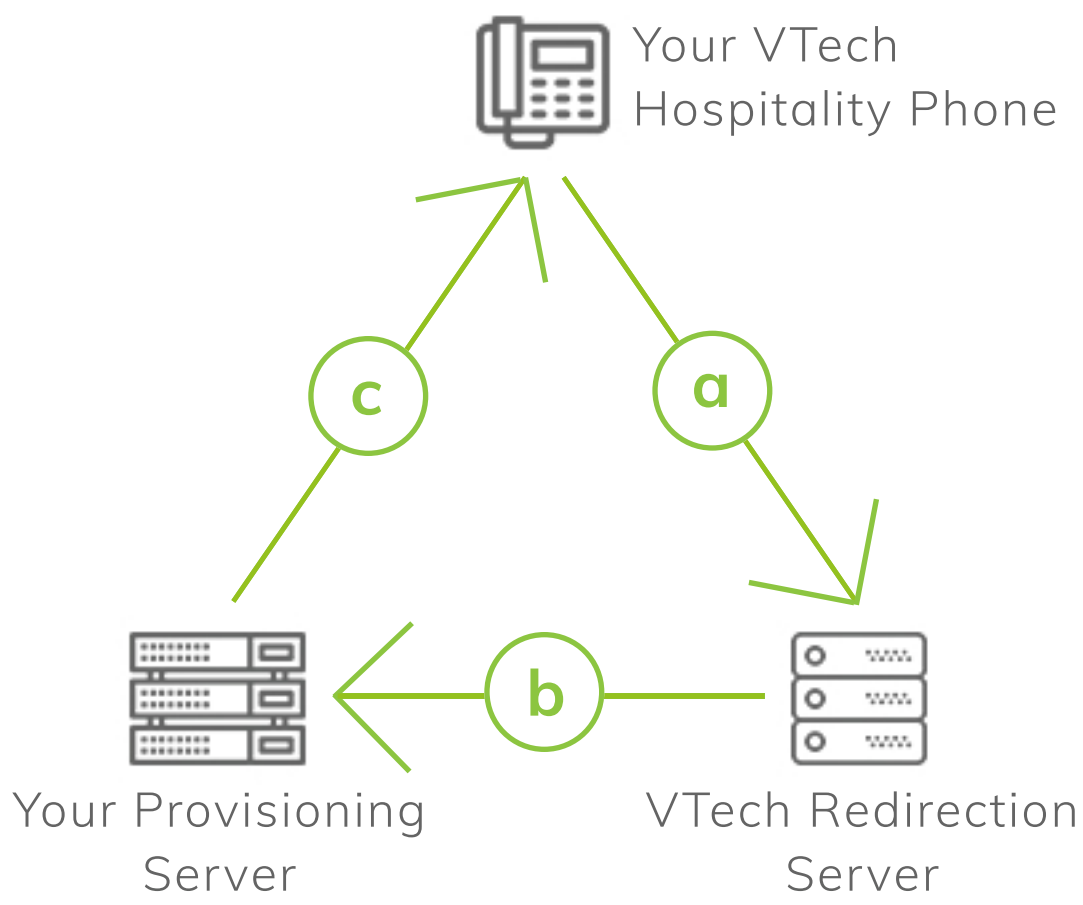 Your VTech
Hospitality Phone
c
a
b
Your Provisioning
Server
VTech Redirection
Server